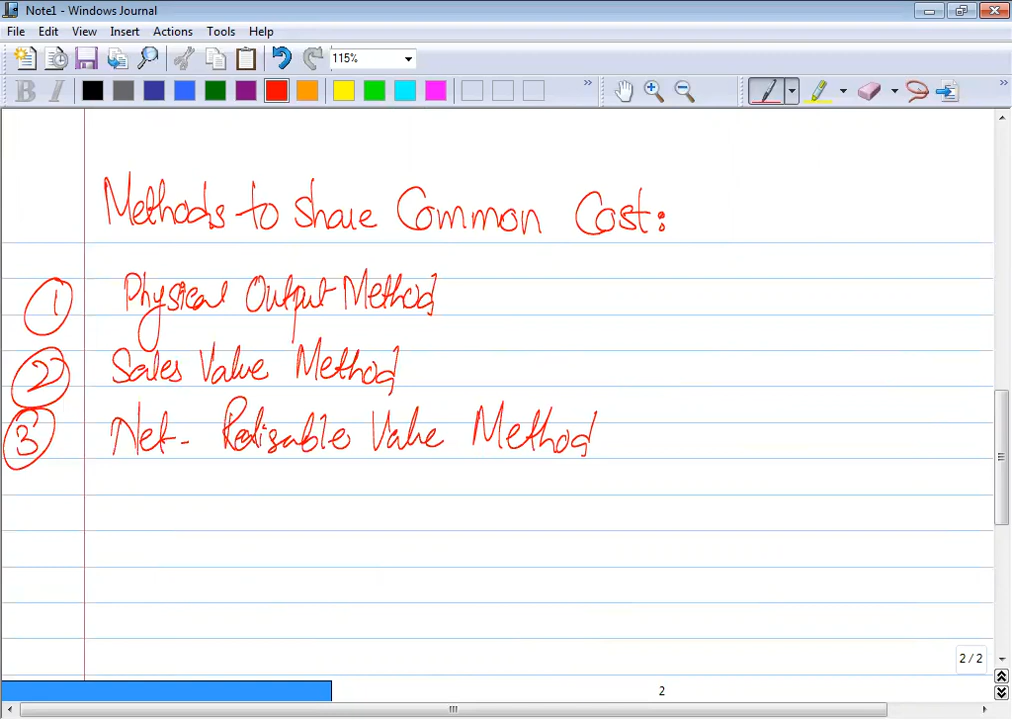 Note1 - Windows Journal
File Edit View Insert Actions Tools Help
115%
B I
Methods to share Common Cost:
1 Physical Output Method
2 Sales Value Method
3 Net- Realisable Value Method
2 / 2
2